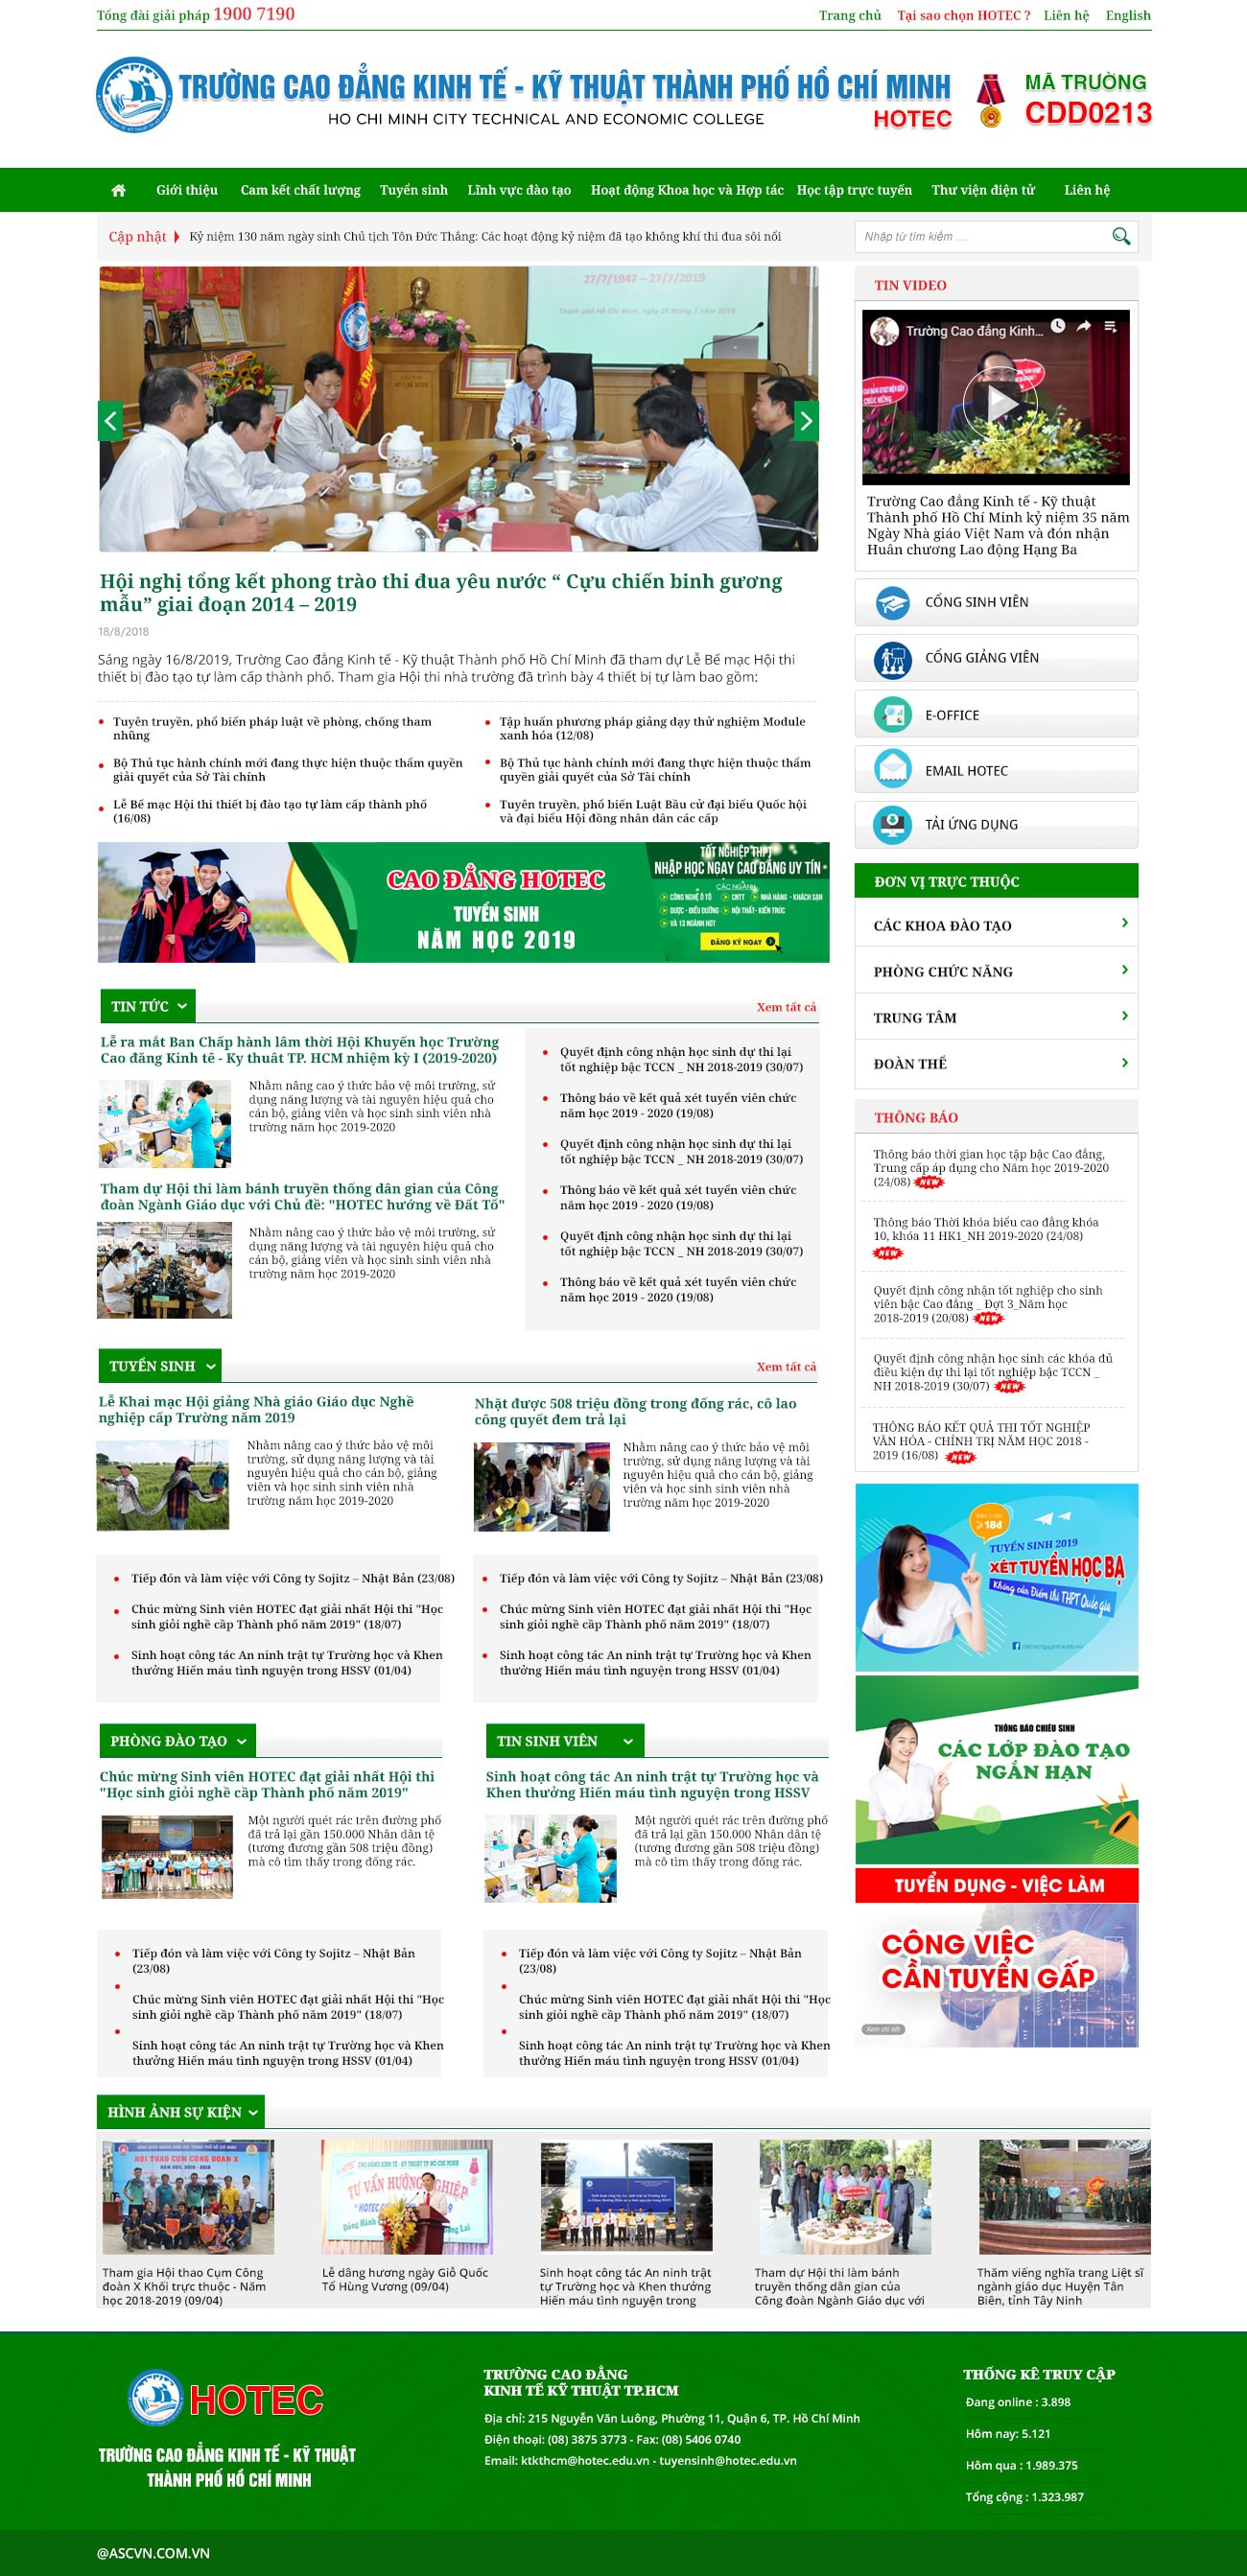 Tổng đài giải pháp 1900 7190
Trang chủ Tại sao chọn HOTEC ? Liên hệ English
TRƯỜNG CAO ĐẲNG KINH TẾ - KỸ THUẬT THÀNH PHỐ HỒ CHÍ MINH
HO CHI MINH CITY TECHNICAL AND ECONOMIC COLLEGE
HOTEC
MÃ TRƯỜNG
CDD0213
Giới thiệu Cam kết chất lượng Tuyển sinh Lĩnh vực đào tạo Hoạt động Khoa học và Hợp tác Học tập trực tuyến Thư viện điện tử Liên hệ
Cập nhật Kỷ niệm 130 năm ngày sinh Chủ tịch Tôn Đức Thắng: Các hoạt động kỷ niệm đã tạo không khí thi đua sôi nổi
Nhập từ tìm kiếm ....
27/7/1947 – 27/7/2019
Thành phố Hồ Chí Minh, ngày 26 tháng 7 năm 2019
Hội nghị tổng kết phong trào thi đua yêu nước “ Cựu chiến binh gương
mẫu” giai đoạn 2014 – 2019
18/8/2018
Sáng ngày 16/8/2019, Trường Cao đẳng Kinh tế - Kỹ thuật Thành phố Hồ Chí Minh đã tham dự Lễ Bế mạc Hội thi
thiết bị đào tạo tự làm cấp thành phố. Tham gia Hội thi nhà trường đã trình bày 4 thiết bị tự làm bao gồm:
Tuyên truyền, phổ biến pháp luật về phòng, chống tham
nhũng
Bộ Thủ tục hành chính mới đang thực hiện thuộc thẩm quyền
giải quyết của Sở Tài chính
Lễ Bế mạc Hội thi thiết bị đào tạo tự làm cấp thành phố
(16/08)
Tập huấn phương pháp giảng dạy thử nghiệm Module
xanh hóa (12/08)
Bộ Thủ tục hành chính mới đang thực hiện thuộc thẩm
quyền giải quyết của Sở Tài chính
Tuyên truyền, phổ biến Luật Bầu cử đại biểu Quốc hội
và đại biểu Hội đồng nhân dân các cấp
CAO ĐẲNG HOTEC
TUYỂN SINH
NĂM HỌC 2019
TỐT NGHIỆP THPT
NHẬP HỌC NGAY CAO ĐẲNG UY TÍN
CÁC NGÀNH
CÔNG NGHỆ Ô TÔ CNTT NHÀ HÀNG - KHÁCH SẠN
DƯỢC - ĐIỀU DƯỠNG NỘI THẤT - KIẾN TRÚC
VÀ 13 NGÀNH HOT
ĐĂNG KÝ NGAY
TIN TỨC
Xem tất cả
Lễ ra mắt Ban Chấp hành lâm thời Hội Khuyến học Trường
Cao đăng Kinh tê - Ky thuât TP. HCM nhiệm kỳ I (2019-2020)
Nhằm nâng cao ý thức bảo vệ môi trường, sử
dụng năng lượng và tài nguyên hiệu quả cho
cán bộ, giảng viên và học sinh sinh viên nhà
trường năm học 2019-2020
Tham dự Hội thi làm bánh truyền thống dân gian của Công
đoàn Ngành Giáo dục với Chủ đề: "HOTEC hướng về Đất Tổ"
Nhằm nâng cao ý thức bảo vệ môi trường, sử
dụng năng lượng và tài nguyên hiệu quả cho
cán bộ, giảng viên và học sinh sinh viên nhà
trường năm học 2019-2020
Quyết định công nhận học sinh dự thi lại
tốt nghiệp bậc TCCN _ NH 2018-2019 (30/07)
Thông báo về kết quả xét tuyển viên chức
năm học 2019 - 2020 (19/08)
Quyết định công nhận học sinh dự thi lại
tốt nghiệp bậc TCCN _ NH 2018-2019 (30/07)
Thông báo về kết quả xét tuyển viên chức
năm học 2019 - 2020 (19/08)
Quyết định công nhận học sinh dự thi lại
tốt nghiệp bậc TCCN _ NH 2018-2019 (30/07)
Thông báo về kết quả xét tuyển viên chức
năm học 2019 - 2020 (19/08)
TUYỂN SINH
Xem tất cả
Lễ Khai mạc Hội giảng Nhà giáo Giáo dục Nghề
nghiệp cấp Trường năm 2019
Nhằm nâng cao ý thức bảo vệ môi
trường, sử dụng năng lượng và tài
nguyên hiệu quả cho cán bộ, giảng
viên và học sinh sinh viên nhà
trường năm học 2019-2020
Nhặt được 508 triệu đồng trong đống rác, cô lao
công quyết đem trả lại
Nhằm nâng cao ý thức bảo vệ môi
trường, sử dụng năng lượng và tài
nguyên hiệu quả cho cán bộ, giảng
viên và học sinh sinh viên nhà
trường năm học 2019-2020
Tiếp đón và làm việc với Công ty Sojitz – Nhật Bản (23/08)
Chúc mừng Sinh viên HOTEC đạt giải nhất Hội thi "Học
sinh giỏi nghề cấp Thành phố năm 2019" (18/07)
Sinh hoạt công tác An ninh trật tự Trường học và Khen
thưởng Hiến máu tình nguyện trong HSSV (01/04)
Tiếp đón và làm việc với Công ty Sojitz – Nhật Bản (23/08)
Chúc mừng Sinh viên HOTEC đạt giải nhất Hội thi "Học
sinh giỏi nghề cấp Thành phố năm 2019" (18/07)
Sinh hoạt công tác An ninh trật tự Trường học và Khen
thưởng Hiến máu tình nguyện trong HSSV (01/04)
PHÒNG ĐÀO TẠO
Chúc mừng Sinh viên HOTEC đạt giải nhất Hội thi
"Học sinh giỏi nghề cấp Thành phố năm 2019"
Một người quét rác trên đường phố
đã trả lại gần 150.000 Nhân dân tệ
(tương đương gần 508 triệu đồng)
mà cô tìm thấy trong đống rác.
TIN SINH VIÊN
Sinh hoạt công tác An ninh trật tự Trường học và
Khen thưởng Hiến máu tình nguyện trong HSSV
Một người quét rác trên đường phố
đã trả lại gần 150.000 Nhân dân tệ
(tương đương gần 508 triệu đồng)
mà cô tìm thấy trong đống rác.
Tiếp đón và làm việc với Công ty Sojitz – Nhật Bản
(23/08)
Chúc mừng Sinh viên HOTEC đạt giải nhất Hội thi "Học
sinh giỏi nghề cấp Thành phố năm 2019" (18/07)
Sinh hoạt công tác An ninh trật tự Trường học và Khen
thưởng Hiến máu tình nguyện trong HSSV (01/04)
Tiếp đón và làm việc với Công ty Sojitz – Nhật Bản
(23/08)
Chúc mừng Sinh viên HOTEC đạt giải nhất Hội thi "Học
sinh giỏi nghề cấp Thành phố năm 2019" (18/07)
Sinh hoạt công tác An ninh trật tự Trường học và Khen
thưởng Hiến máu tình nguyện trong HSSV (01/04)
TIN VIDEO
Trường Cao đẳng Kinh...
Trường Cao đẳng Kinh tế - Kỹ thuật
Thành phố Hồ Chí Minh kỷ niệm 35 năm
Ngày Nhà giáo Việt Nam và đón nhận
Huân chương Lao động Hạng Ba
CỔNG SINH VIÊN
CỔNG GIẢNG VIÊN
E-OFFICE
EMAIL HOTEC
TẢI ỨNG DỤNG
ĐƠN VỊ TRỰC THUỘC
CÁC KHOA ĐÀO TẠO
PHÒNG CHỨC NĂNG
TRUNG TÂM
ĐOÀN THỂ
THÔNG BÁO
Thông báo thời gian học tập bậc Cao đẳng,
Trung cấp áp dụng cho Năm học 2019-2020
(24/08) NEW
Thông báo Thời khóa biểu cao đẳng khóa
10, khóa 11 HK1_NH 2019-2020 (24/08)
NEW
Quyết định công nhận tốt nghiệp cho sinh
viên bậc Cao đẳng _ Đợt 3_Năm học
2018-2019 (20/08) NEW
Quyết định công nhận học sinh các khóa đủ
điều kiện dự thi lại tốt nghiệp bậc TCCN _
NH 2018-2019 (30/07) NEW
THÔNG BÁO KẾT QUẢ THI TỐT NGHIỆP
VĂN HÓA - CHÍNH TRỊ NĂM HỌC 2018 -
2019 (16/08) NEW
≥18đ
TUYỂN SINH 2019
XÉT TUYỂN HỌC BẠ
Không cần Điểm thi THPT Quốc gia
THÔNG BÁO CHIÊU SINH
CÁC LỚP ĐÀO TẠO
NGẮN HẠN
TUYỂN DỤNG - VIỆC LÀM
CÔNG VIỆC
CẦN TUYỂN GẤP
Xem chi tiết
HÌNH ẢNH SỰ KIỆN
HỘI THAO CỤM CÔNG ĐOÀN X
TƯ VẤN HƯỚNG NGHIỆP
Tham gia Hội thao Cụm Công
đoàn X Khối trực thuộc - Năm
học 2018-2019 (09/04)
Lễ dâng hương ngày Giỗ Quốc
Tổ Hùng Vương (09/04)
Sinh hoạt công tác An ninh trật
tự Trường học và Khen thưởng
Hiến máu tình nguyện trong
Tham dự Hội thi làm bánh
truyền thống dân gian của
Công đoàn Ngành Giáo dục với
Thăm viếng nghĩa trang Liệt sĩ
ngành giáo dục Huyện Tân
Biên, tỉnh Tây Ninh
HOTEC
TRƯỜNG CAO ĐẲNG KINH TẾ - KỸ THUẬT
THÀNH PHỐ HỒ CHÍ MINH
TRƯỜNG CAO ĐẲNG
KINH TẾ KỸ THUẬT TP.HCM
Địa chỉ: 215 Nguyễn Văn Luông, Phường 11, Quận 6, TP. Hồ Chí Minh
Điện thoại: (08) 3875 3773 - Fax: (08) 5406 0740
Email: ktkthcm@hotec.edu.vn - tuyensinh@hotec.edu.vn
THỐNG KÊ TRUY CẬP
Đang online : 3.898
Hôm nay: 5.121
Hôm qua : 1.989.375
Tổng cộng : 1.323.987
@ASCVN.COM.VN